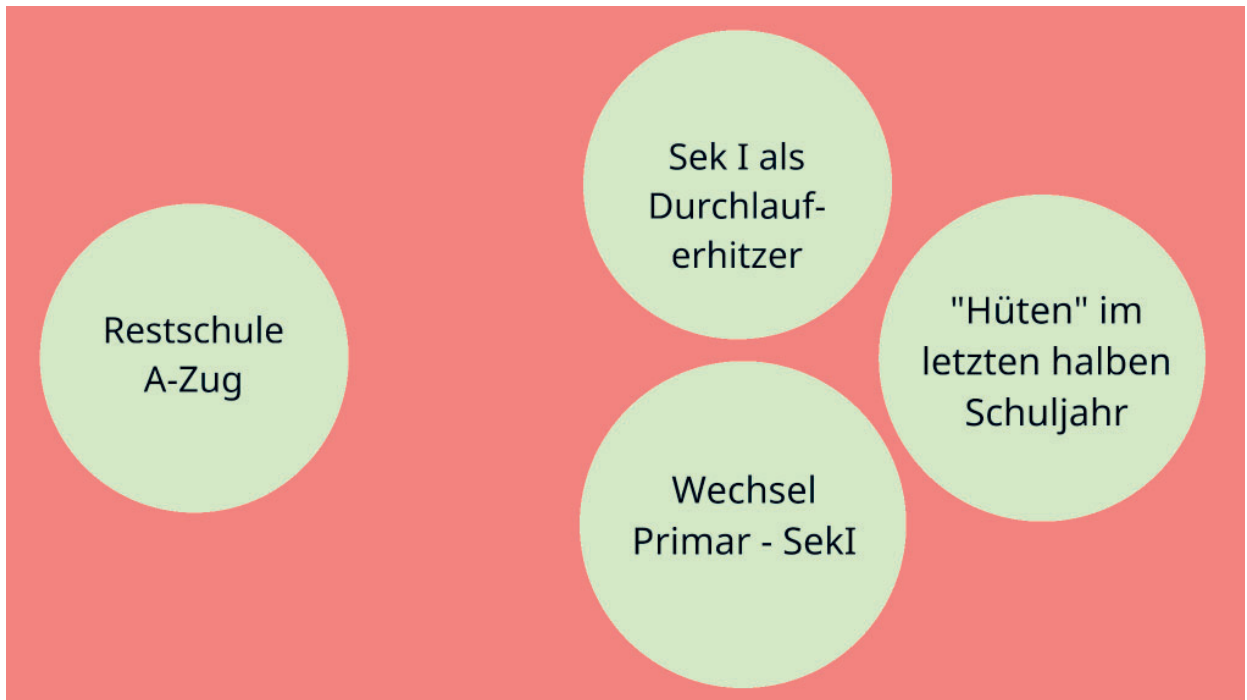 Restschule
A-Zug
Sek I als
Durchlauf-
erhitzer
Wechsel
Primar - SekI
"Hüten" im
letzten halben
Schuljahr